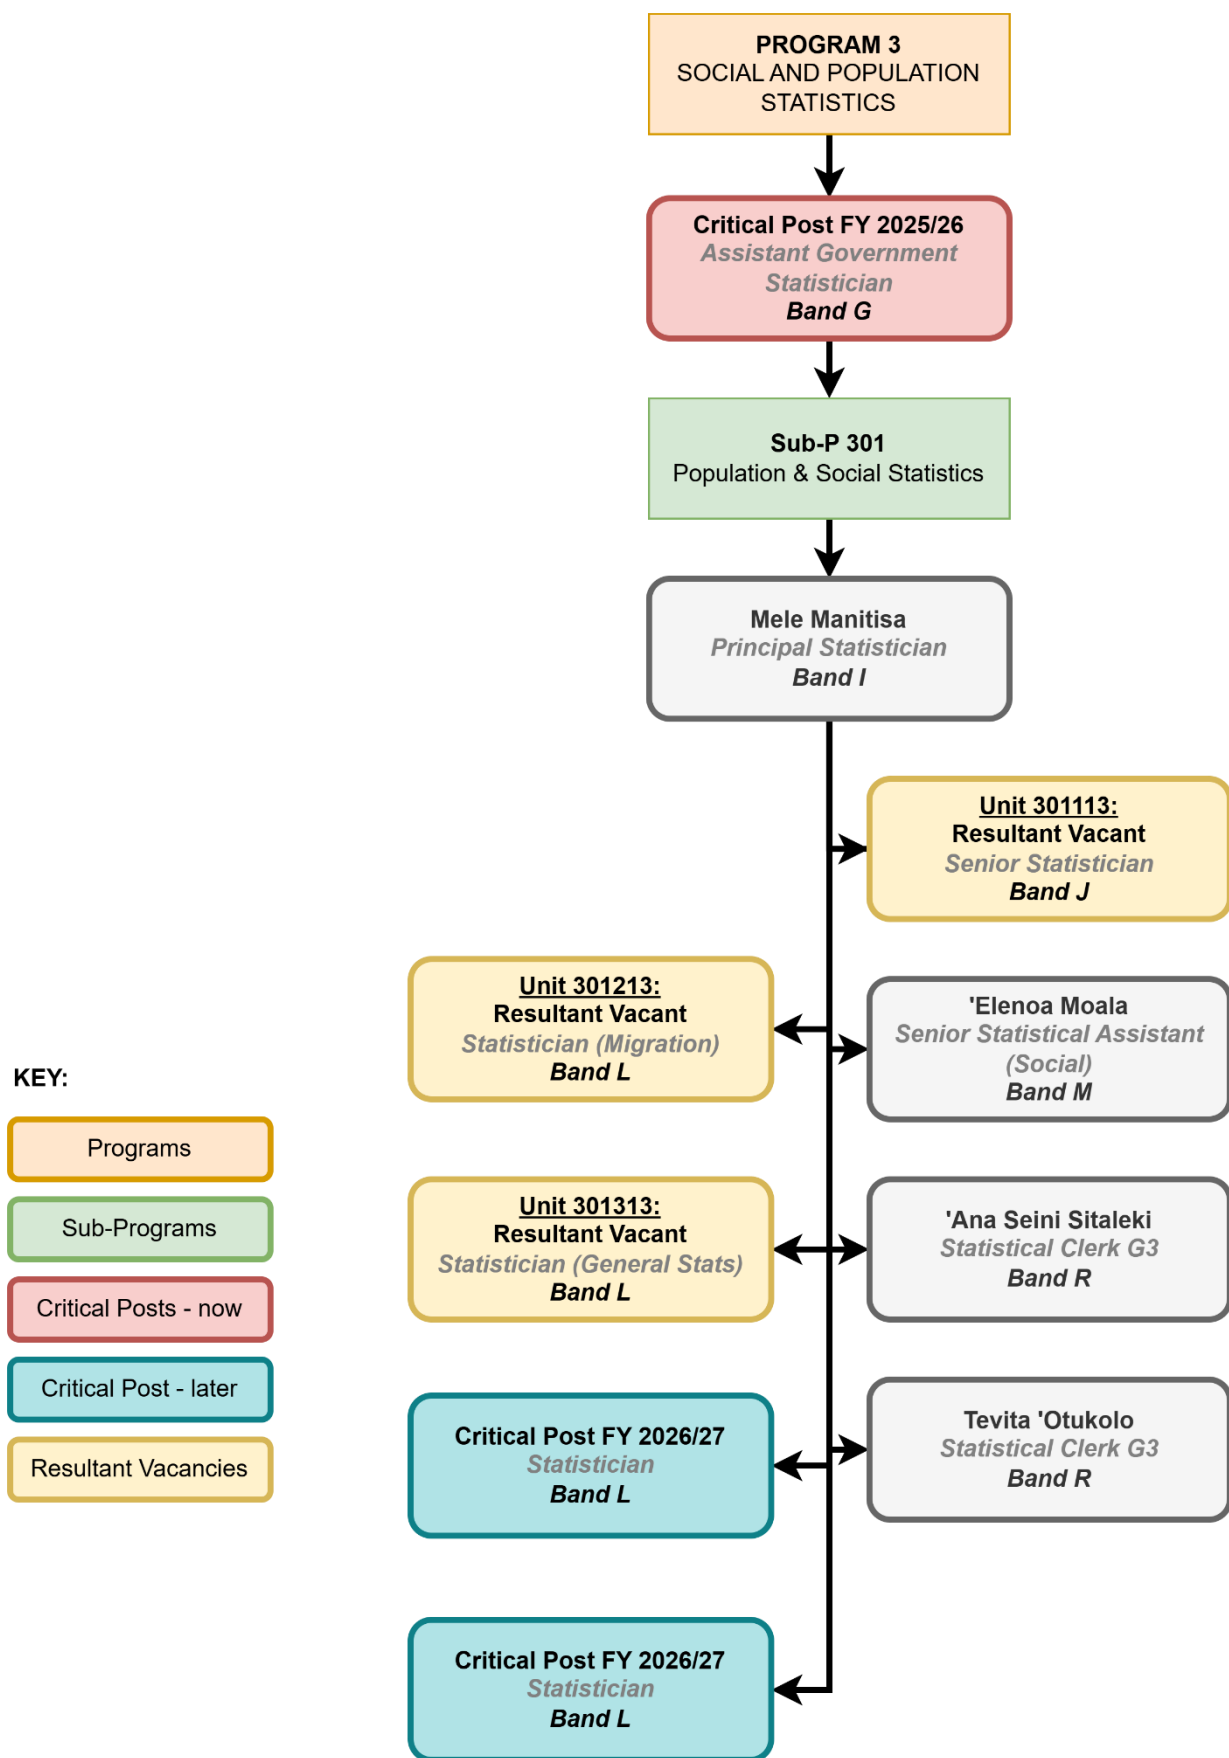 PROGRAM 3
SOCIAL AND POPULATION
STATISTICS
Critical Post FY 2025/26
Assistant Government
Statistician
Band G
Sub-P 301
Population & Social Statistics
Mele Manitisa
Principal Statistician
Band I
Unit 301113:
Resultant Vacant
Senior Statistician
Band J
Unit 301213:
Resultant Vacant
Statistician (Migration)
Band L
'Elenoa Moala
Senior Statistical Assistant
(Social)
Band M
Unit 301313:
Resultant Vacant
Statistician (General Stats)
Band L
'Ana Seini Sitaleki
Statistical Clerk G3
Band R
Critical Post FY 2026/27
Statistician
Band L
Tevita 'Otukolo
Statistical Clerk G3
Band R
Critical Post FY 2026/27
Statistician
Band L
KEY:
Programs
Sub-Programs
Critical Posts - now
Critical Post - later
Resultant Vacancies